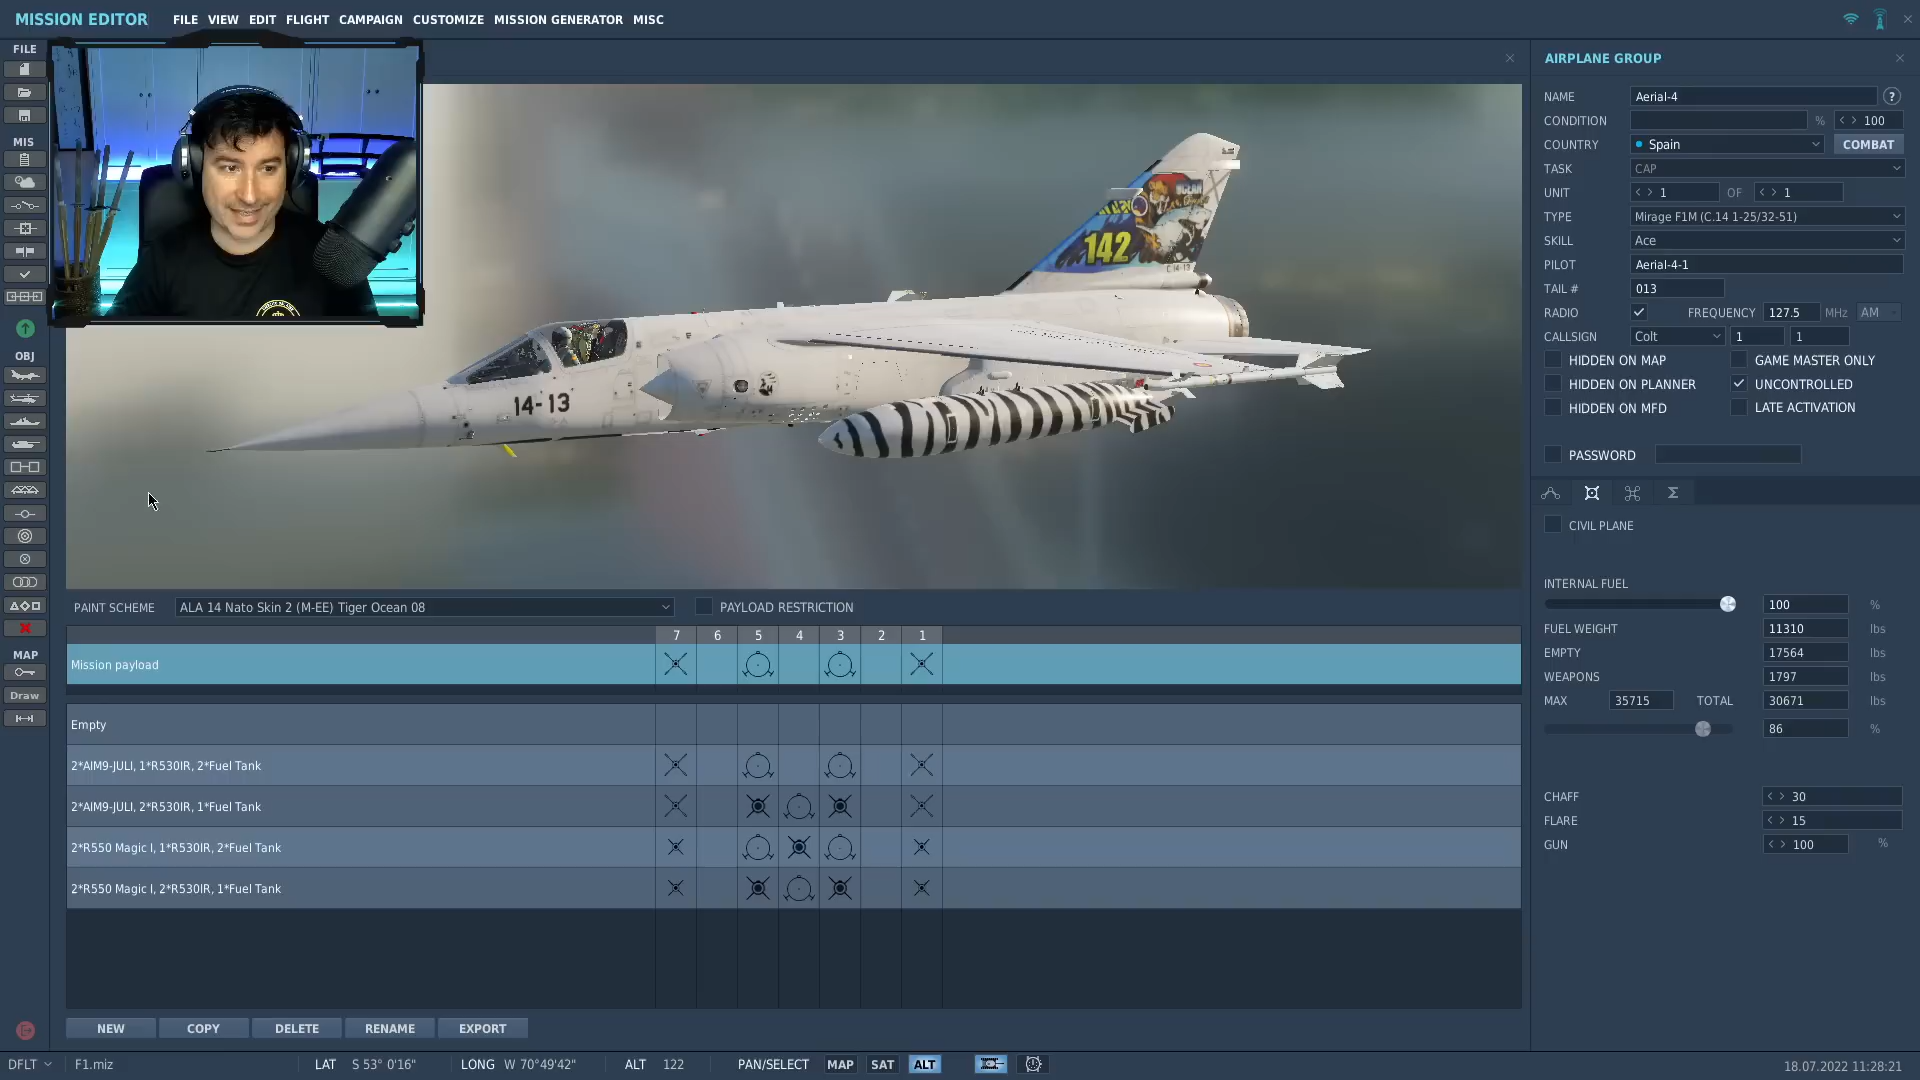 MISSION EDITOR FILE VIEW EDIT FLIGHT CAMPAIGN CUSTOMIZE MISSION GENERATOR MISC
FILE
MIS
OBJ
MAP
Draw
142
C.14-13
OCEAN
14-13
PAINT SCHEME ALA 14 Nato Skin 2 (M-EE) Tiger Ocean 08 PAYLOAD RESTRICTION
7 6 5 4 3 2 1
Mission payload
Empty
2*AIM9-JULI, 1*R530IR, 2*Fuel Tank
2*AIM9-JULI, 2*R530IR, 1*Fuel Tank
2*R550 Magic I, 1*R530IR, 2*Fuel Tank
2*R550 Magic I, 2*R530IR, 1*Fuel Tank
NEW COPY DELETE RENAME EXPORT
AIRPLANE GROUP
NAME Aerial-4 ?
CONDITION % < > 100
COUNTRY Spain COMBAT
TASK CAP
UNIT < > 1 OF < > 1
TYPE Mirage F1M (C.14 1-25/32-51)
SKILL Ace
PILOT Aerial-4-1
TAIL # 013
RADIO FREQUENCY 127.5 MHz AM
CALLSIGN Colt 1 1
HIDDEN ON MAP GAME MASTER ONLY
HIDDEN ON PLANNER UNCONTROLLED
HIDDEN ON MFD LATE ACTIVATION
PASSWORD
CIVIL PLANE
INTERNAL FUEL
100 %
FUEL WEIGHT 11310 lbs
EMPTY 17564 lbs
WEAPONS 1797 lbs
MAX 35715 TOTAL 30671 lbs
86 %
CHAFF < > 30
FLARE < > 15
GUN < > 100 %
DFLT F1.miz LAT S 53° 0'16" LONG W 70°49'42" ALT 122 PAN/SELECT MAP SAT ALT 18.07.2022 11:28:21